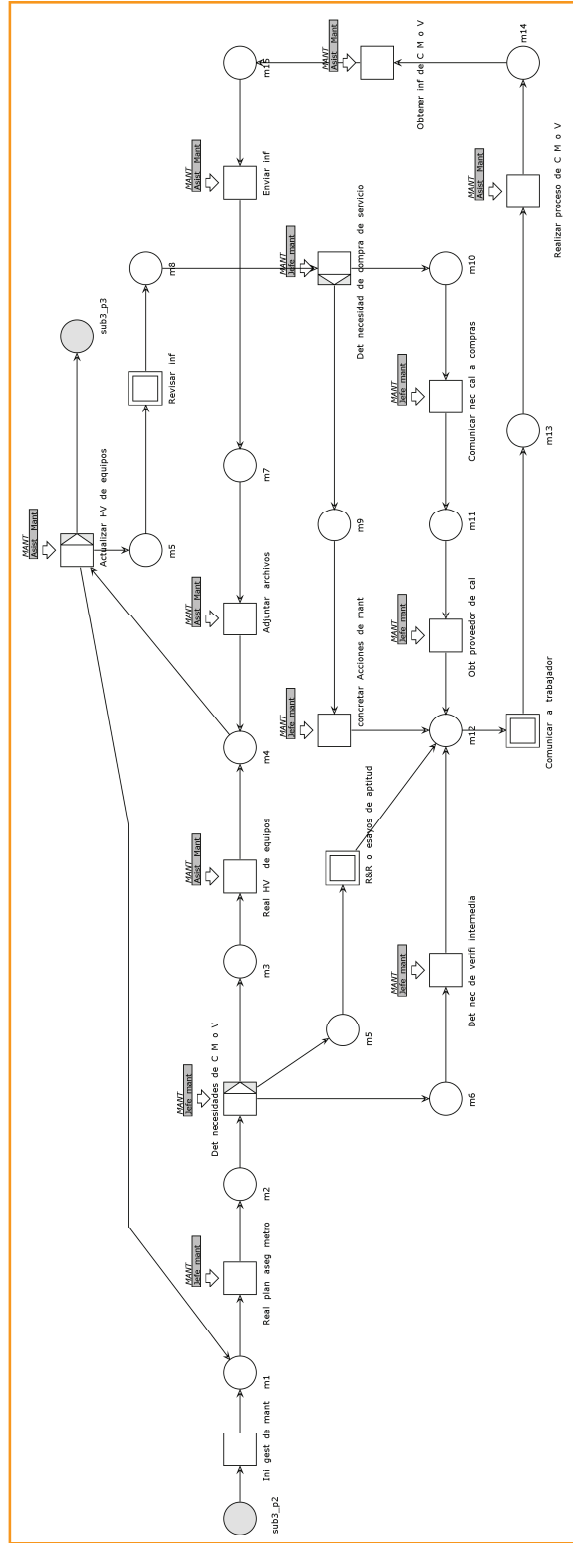 sub3_p2
Ini gest de mant
m1
MANT
Jefe mant
Real plan aseg metro
m2
MANT
Jefe mant
Det necesidades de C M o V
m3
MANT
Asist Mant
Real HV de equipos
m4
MANT
Asist Mant
Adjuntar archivos
m7
MANT
Asist Mant
Enviar inf
m15
MANT
Asist Mant
Actualizar HV de equipos
sub3_p3
m5
Revisar inf
m8
MANT
Jefe mant
Det necesidad de compra de servicio
m9
MANT
Jefe mant
concretar Acciones de mant
m5
R&R o esayos de aptitud
m6
MANT
Jefe mant
Det nec de verifi intermedia
m12
MANT
Jefe mant
Obt proveedor de cal
m11
MANT
Jefe mant
Comunicar nec cal a compras
m10
Comunicar a trabajador
m13
MANT
Asist Mant
Realizar proceso de C M o V
m14
MANT
Asist Mant
Obtener inf de C M o V